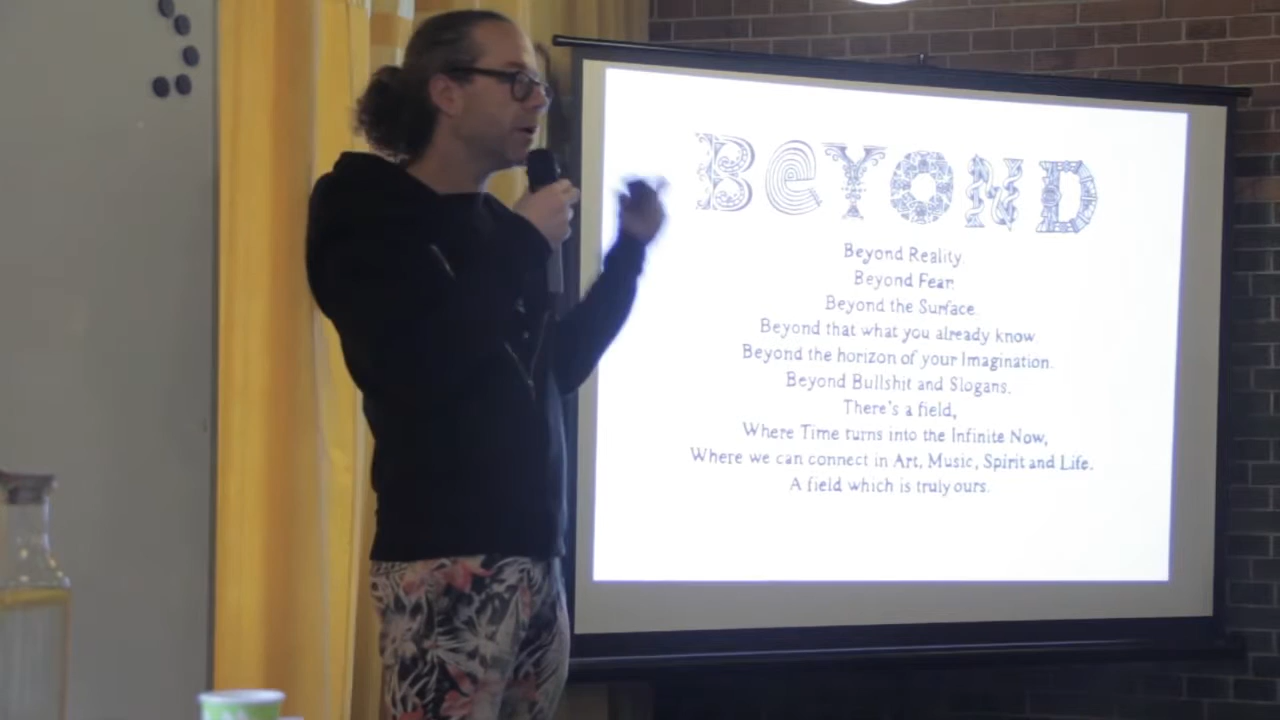 BeYOND
Beyond Reality.
Beyond Fear.
Beyond the Surface.
Beyond that what you already know.
Beyond the horizon of your Imagination.
Beyond Bullshit and Slogans,
There's a field,
Where Time turns into the Infinite Now,
Where we can connect in Art, Music, Spirit and Life.
A field which is truly ours.